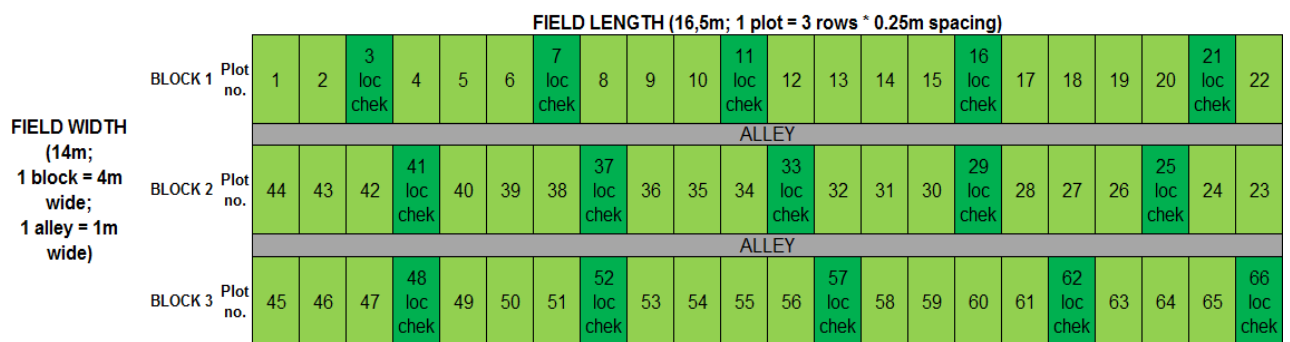 FIELD LENGTH (16,5m; 1 plot = 3 rows * 0.25m spacing)
FIELD WIDTH
(14m;
1 block = 4m
wide;
1 alley = 1m
wide)
BLOCK 1 Plot no. 1 2 3 loc chek 4 5 6 7 loc chek 8 9 10 11 loc chek 12 13 14 15 16 loc chek 17 18 19 20 21 loc chek 22
ALLEY
BLOCK 2 Plot no. 44 43 42 41 loc chek 40 39 38 37 loc chek 36 35 34 33 loc chek 32 31 30 29 loc chek 28 27 26 25 loc chek 24 23
ALLEY
BLOCK 3 Plot no. 45 46 47 48 loc chek 49 50 51 52 loc chek 53 54 55 56 57 loc chek 58 59 60 61 62 loc chek 63 64 65 66 loc chek